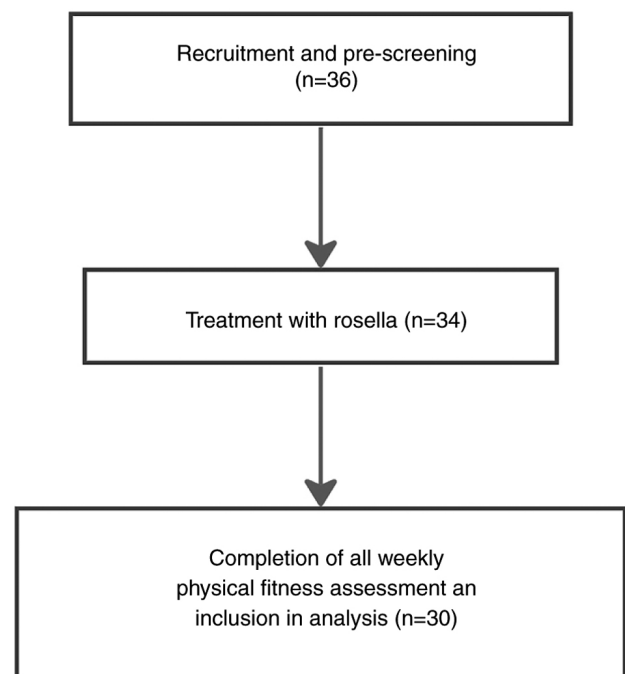 Recruitment and pre-screening
(n=36)
Treatment with rosella (n=34)
Completion of all weekly
physical fitness assessment an
inclusion in analysis (n=30)